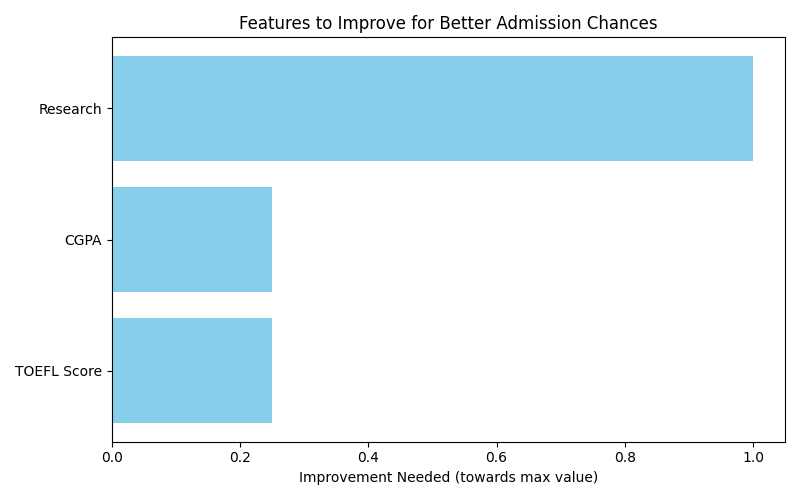 Features to Improve for Better Admission Chances
Research
CGPA
TOEFL Score
0.0 0.2 0.4 0.6 0.8 1.0
Improvement Needed (towards max value)